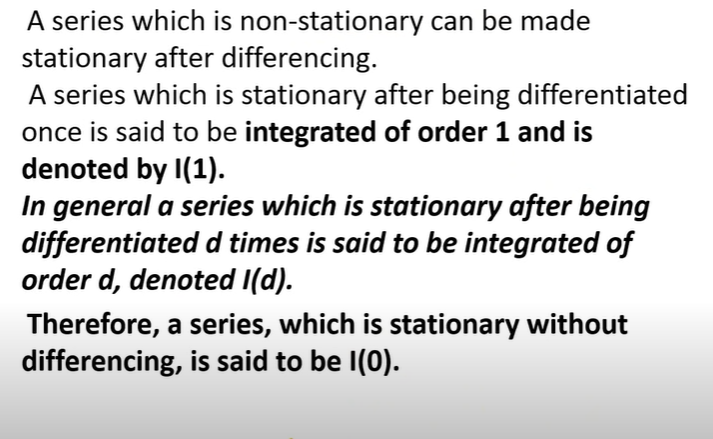 A series which is non-stationary can be made
stationary after differencing.
A series which is stationary after being differentiated
once is said to be integrated of order 1 and is
denoted by I(1).
In general a series which is stationary after being
differentiated d times is said to be integrated of
order d, denoted I(d).
Therefore, a series, which is stationary without
differencing, is said to be I(0).